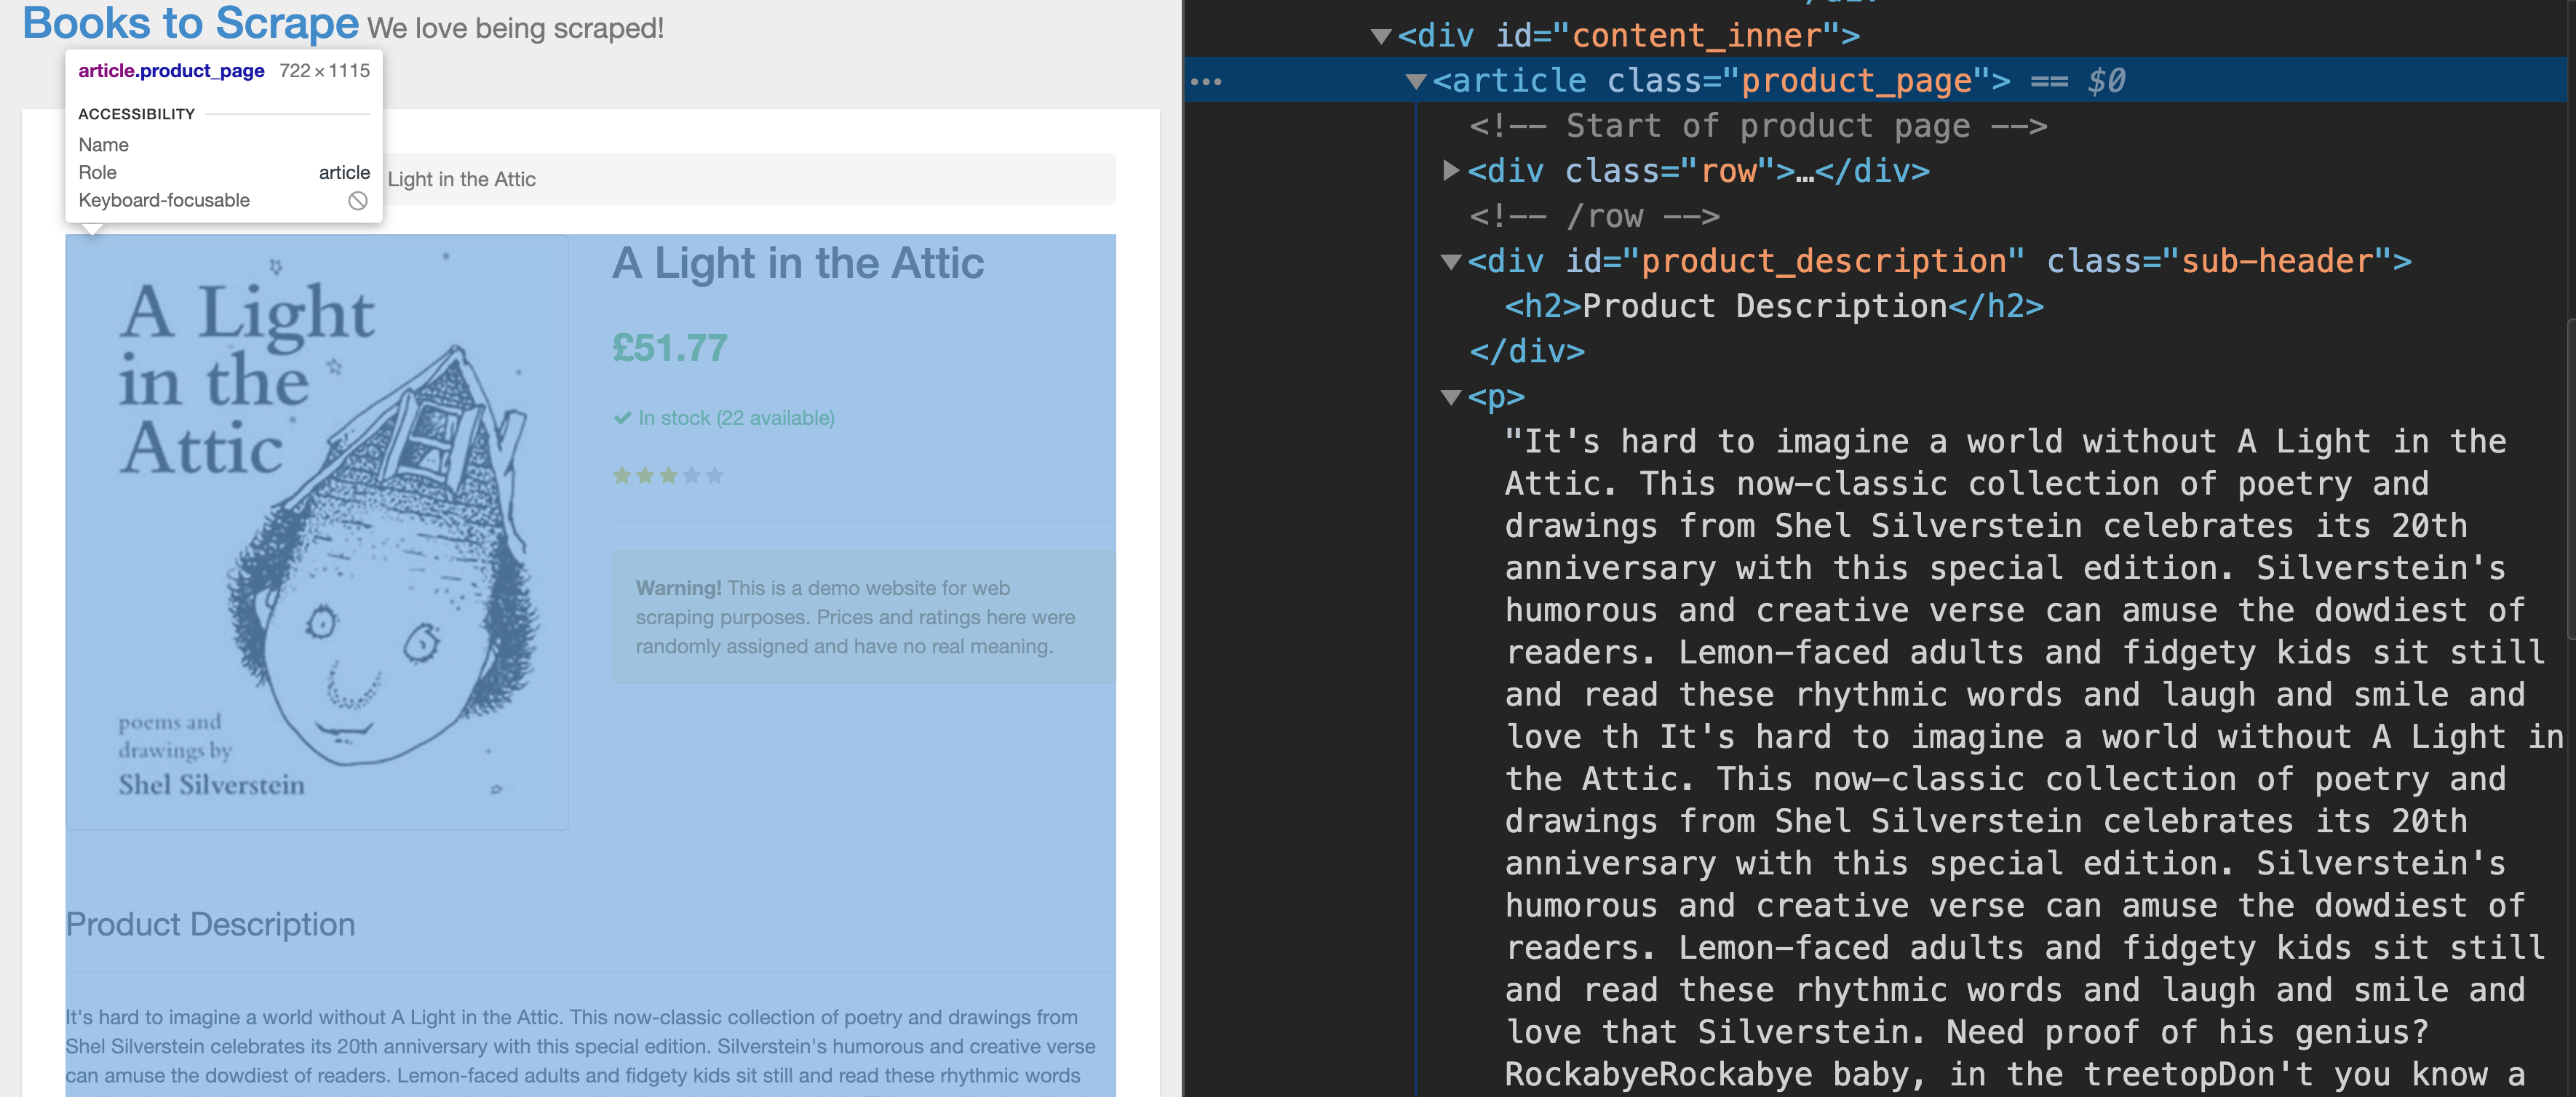 Books to Scrape We love being scraped!
article.product_page 722 × 1115
ACCESSIBILITY
Name
Role article
Keyboard-focusable
Light in the Attic
A Light
in the
Attic
poems and
drawings by
Shel Silverstein
A Light in the Attic
£51.77
In stock (22 available)
Warning! This is a demo website for web
scraping purposes. Prices and ratings here were
randomly assigned and have no real meaning.
Product Description
It's hard to imagine a world without A Light in the Attic. This now-classic collection of poetry and drawings from
Shel Silverstein celebrates its 20th anniversary with this special edition. Silverstein's humorous and creative verse
can amuse the dowdiest of readers. Lemon-faced adults and fidgety kids sit still and read these rhythmic words
<div id="content_inner">
… <article class="product_page"> == $0
<!-- Start of product page -->
<div class="row">…</div>
<!-- /row -->
<div id="product_description" class="sub-header">
<h2>Product Description</h2>
</div>
<p>
"It's hard to imagine a world without A Light in the
Attic. This now-classic collection of poetry and
drawings from Shel Silverstein celebrates its 20th
anniversary with this special edition. Silverstein's
humorous and creative verse can amuse the dowdiest of
readers. Lemon-faced adults and fidgety kids sit still
and read these rhythmic words and laugh and smile and
love th It's hard to imagine a world without A Light in
the Attic. This now-classic collection of poetry and
drawings from Shel Silverstein celebrates its 20th
anniversary with this special edition. Silverstein's
humorous and creative verse can amuse the dowdiest of
readers. Lemon-faced adults and fidgety kids sit still
and read these rhythmic words and laugh and smile and
love that Silverstein. Need proof of his genius?
RockabyeRockabye baby, in the treetopDon't you know a